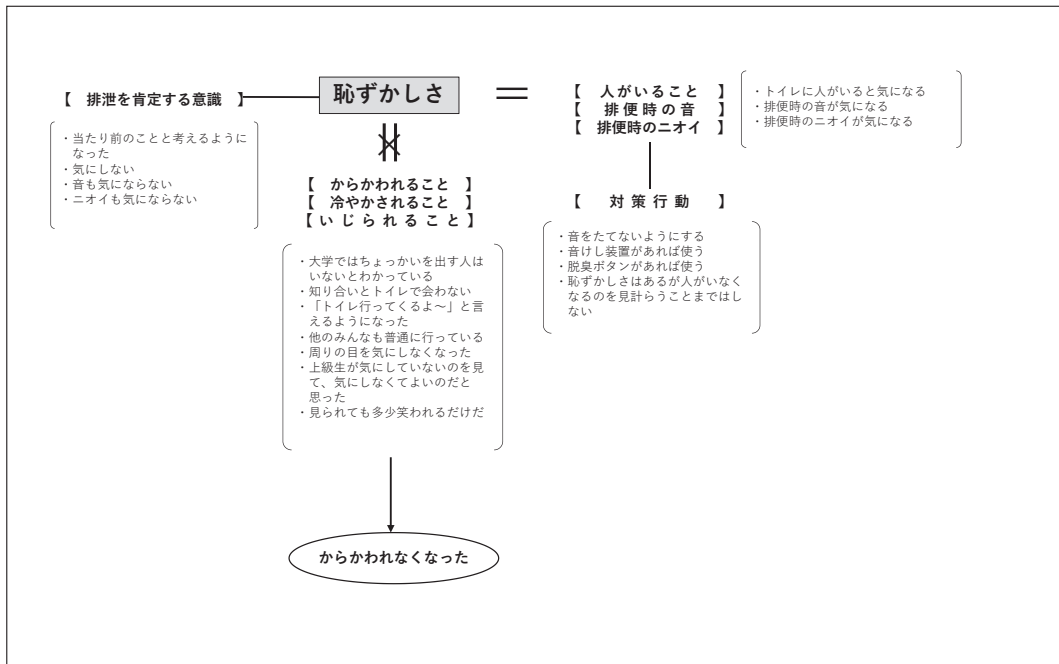 【 排泄を肯定する意識 】
・当たり前のことと考えるように
なった
・気にしない
・音も気にならない
・ニオイも気にならない
恥ずかしさ
=
【 からかわれること 】
【 冷やかされること 】
【いじられること】
・大学ではちょっかいを出す人は
いないとわかっている
・知り合いとトイレで会わない
・「トイレ行ってくるよ〜」と言
えるようになった
・他のみんなも普通に行っている
・周りの目を気にしなくなった
・上級生が気にしていないのを見
て、気にしなくてよいのだと
思った
・見られても多少笑われるだけだ
からかわれなくなった
【 人がいること 】
【 排便時の音 】
【 排便時のニオイ 】
・トイレに人がいると気になる
・排便時の音が気になる
・排便時のニオイが気になる
【 対策行動 】
・音をたてないようにする
・音けし装置があれば使う
・脱臭ボタンがあれば使う
・恥ずかしさはあるが人がいなく
なるのを見計らうことまではし
ない